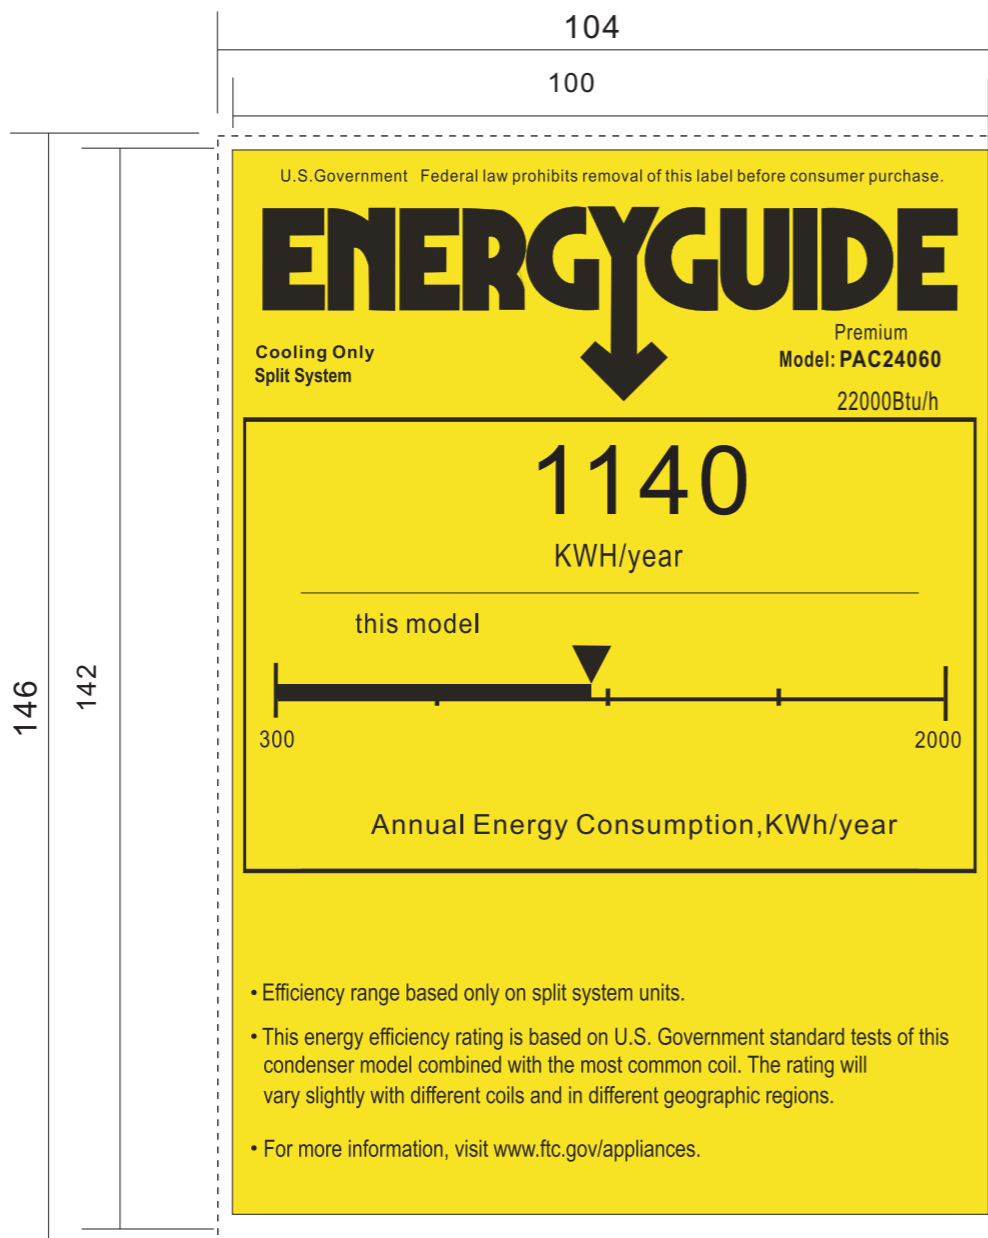 104
100
146
142
U.S.Government Federal law prohibits removal of this label before consumer purchase.
ENERGYGUIDE
Cooling Only
Split System
Premium
Model: PAC24060
22000Btu/h
1140
KWH/year
this model
300
2000
Annual Energy Consumption,KWh/year
• Efficiency range based only on split system units.
• This energy efficiency rating is based on U.S. Government standard tests of this
condenser model combined with the most common coil. The rating will
vary slightly with different coils and in different geographic regions.
• For more information, visit www.ftc.gov/appliances.